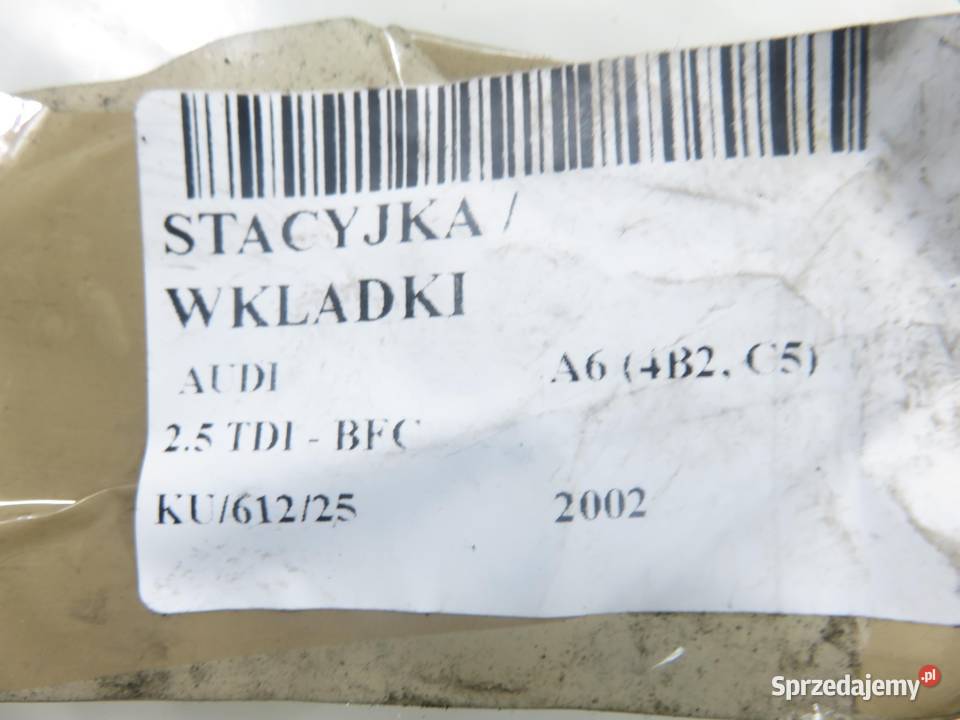 STACYJKA /
WKLADKI
AUDI A6 (4B2, C5)
2.5 TDI - BFC
KU/612/25 2002
Sprzedajemy.pl